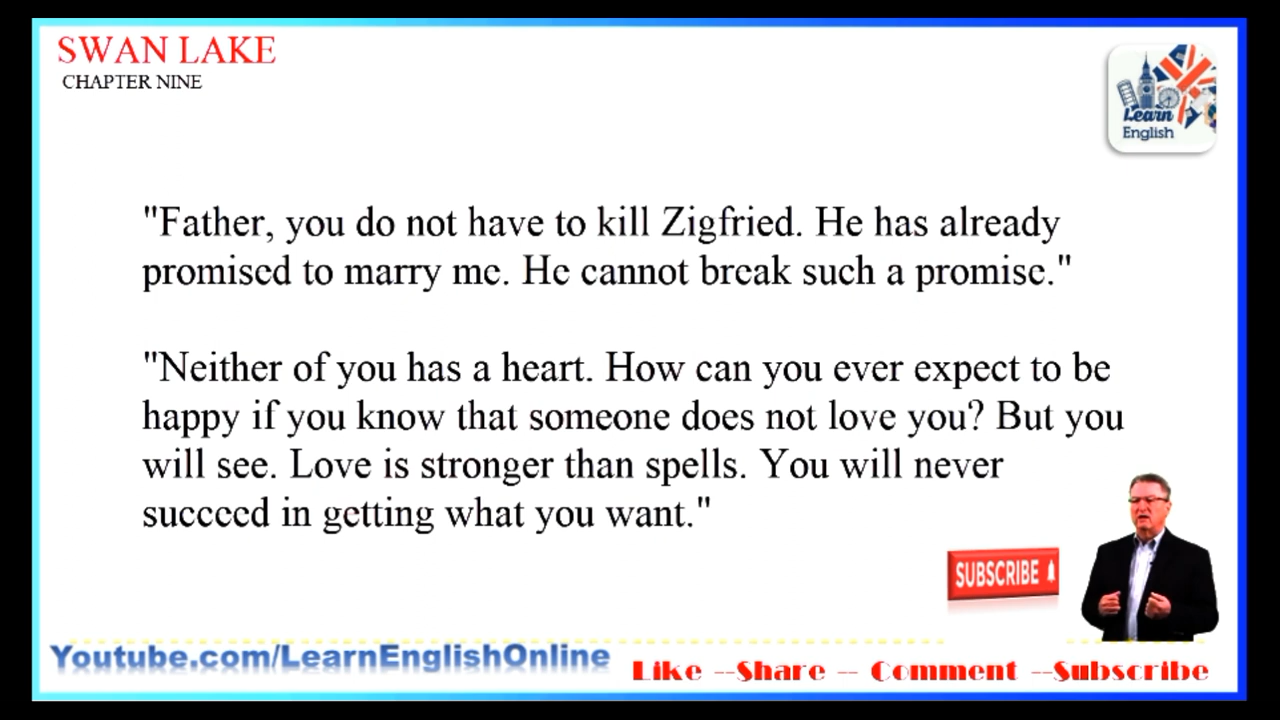 SWAN LAKE
CHAPTER NINE
Learn
English
"Father, you do not have to kill Zigfried. He has already
promised to marry me. He cannot break such a promise."
"Neither of you has a heart. How can you ever expect to be
happy if you know that someone does not love you? But you
will see. Love is stronger than spells. You will never
succeed in getting what you want."
SUBSCRIBE
Youtube.com/LearnEnglishOnline
Like --Share -- Comment --Subscribe